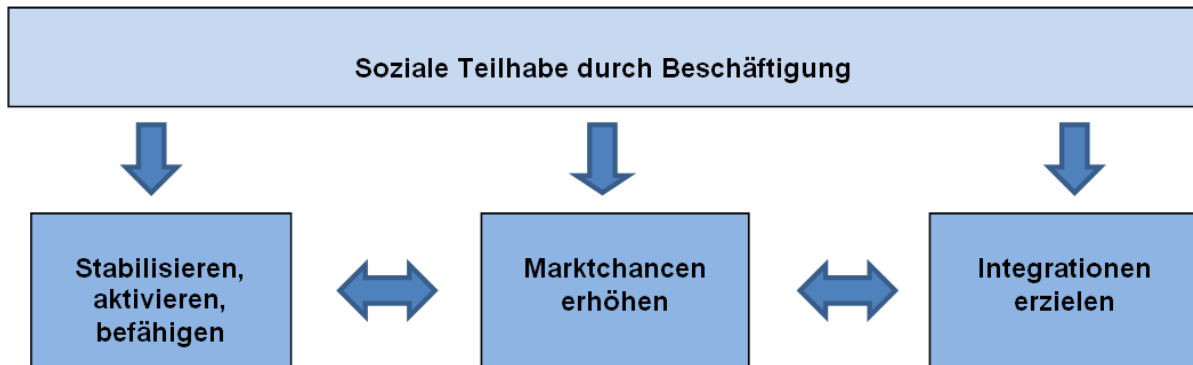 Soziale Teilhabe durch Beschäftigung
Stabilisieren,
aktivieren,
befähigen
Marktchancen
erhöhen
Integrationen
erzielen